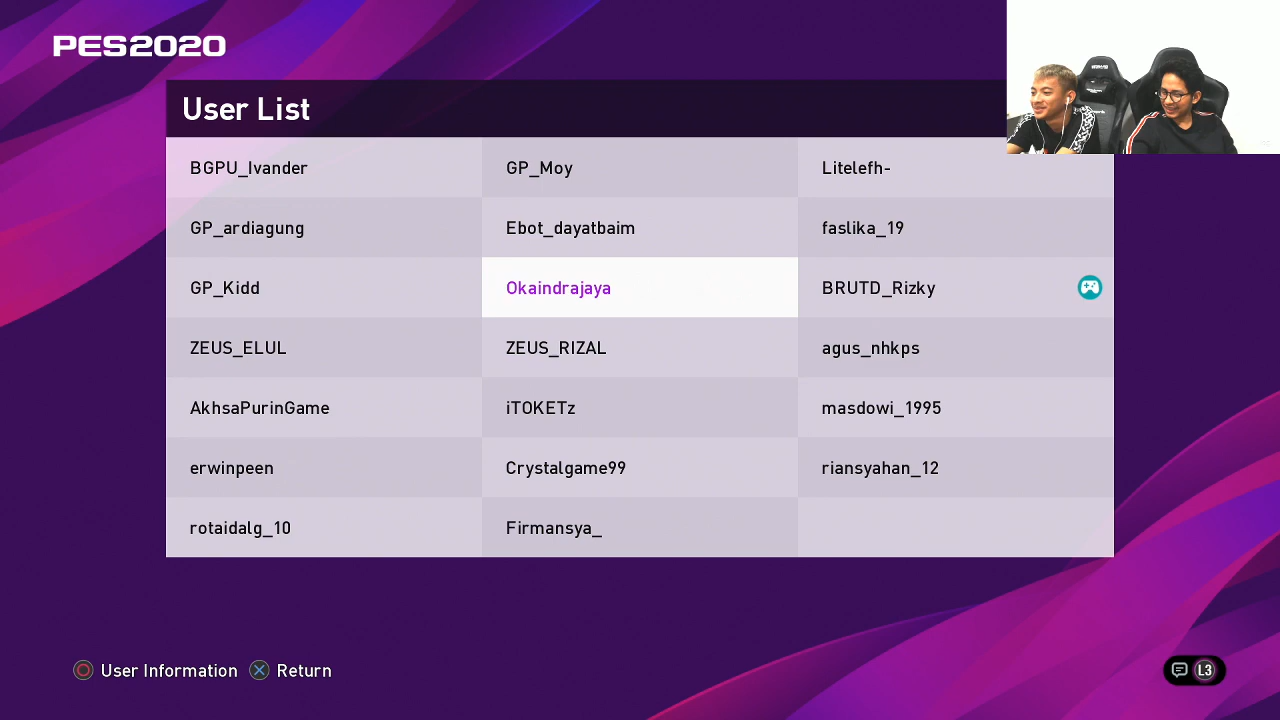 PES2020
User List
BGPU_Ivander GP_Moy Litelefh-
GP_ardiagung Ebot_dayatbaim faslika_19
GP_Kidd Okaindrajaya BRUTD_Rizky
ZEUS_ELUL ZEUS_RIZAL agus_nhkps
AkhsaPurinGame iTOKETz masdowi_1995
erwinpeen Crystalgame99 riansyahan_12
rotaidalg_10 Firmansya_
User Information Return
L3